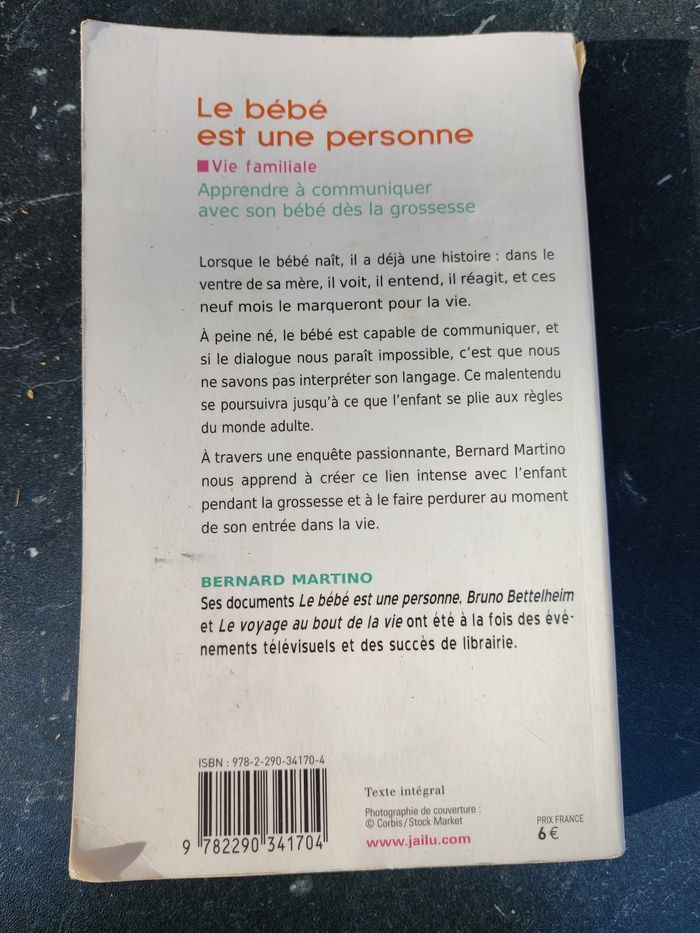 Le bébé
est une personne
Vie familiale
Apprendre à communiquer
avec son bébé dès la grossesse
Lorsque le bébé naît, il a déjà une histoire : dans le
ventre de sa mère, il voit, il entend, il réagit, et ces
neuf mois le marqueront pour la vie.
À peine né, le bébé est capable de communiquer, et
si le dialogue nous paraît impossible, c’est que nous
ne savons pas interpréter son langage. Ce malentendu
se poursuivra jusqu’à ce que l’enfant se plie aux règles
du monde adulte.
À travers une enquête passionnante, Bernard Martino
nous apprend à créer ce lien intense avec l’enfant
pendant la grossesse et à le faire perdurer au moment
de son entrée dans la vie.
BERNARD MARTINO
Ses documents Le bébé est une personne, Bruno Bettelheim
et Le voyage au bout de la vie ont été à la fois des évé-
nements télévisuels et des succès de librairie.
ISBN : 978-2-290-34170-4
9 782290 341704
Texte intégral
Photographie de couverture :
© Corbis/Stock Market
www.jailu.com
PRIX FRANCE
6 €